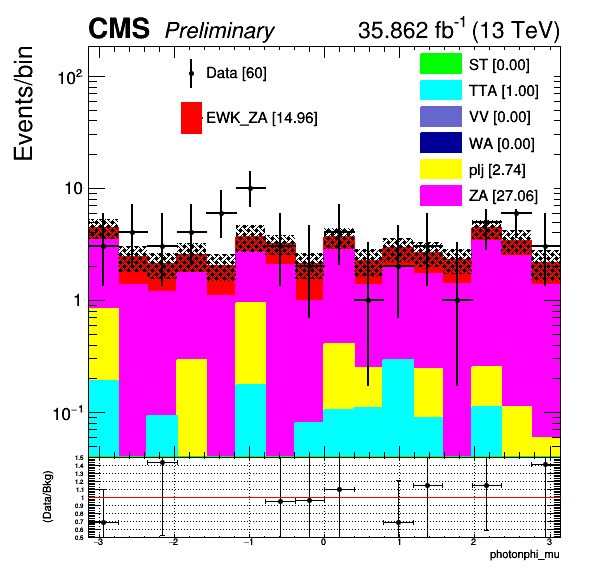 CMS Preliminary 35.862 fb⁻¹ (13 TeV)
Events/bin
10²
10
1
10⁻¹
Data [60]
EWK_ZA [14.96]
ST [0.00]
TTA [1.00]
VV [0.00]
WA [0.00]
plj [2.74]
ZA [27.06]
(Data/Bkg)
1.5
1.4
1.3
1.2
1.1
1
0.9
0.8
0.7
0.6
0.5
−3 −2 −1 0 1 2 3
photonphi_mu